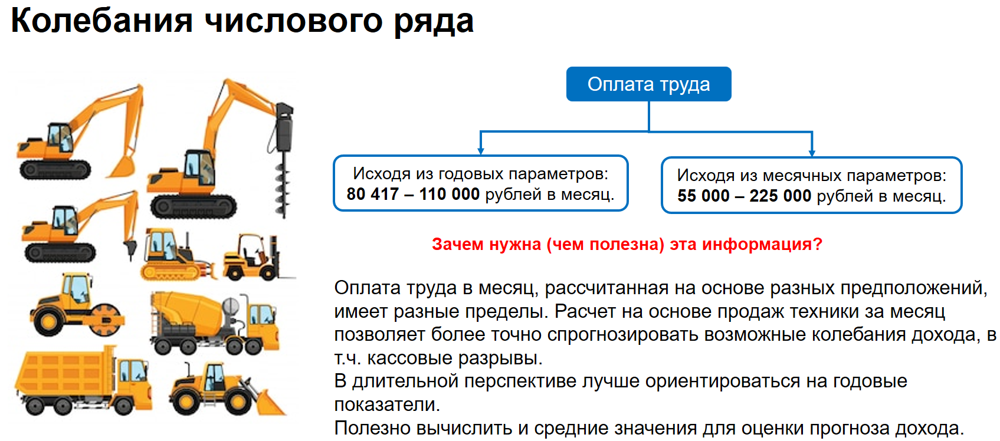 Колебания числового ряда
Оплата труда
Исходя из годовых параметров:
80 417 – 110 000 рублей в месяц.
Исходя из месячных параметров:
55 000 – 225 000 рублей в месяц.
Зачем нужна (чем полезна) эта информация?
Оплата труда в месяц, рассчитанная на основе разных предположений,
имеет разные пределы. Расчет на основе продаж техники за месяц
позволяет более точно спрогнозировать возможные колебания дохода, в
т.ч. кассовые разрывы.
В длительной перспективе лучше ориентироваться на годовые
показатели.
Полезно вычислить и средние значения для оценки прогноза дохода.